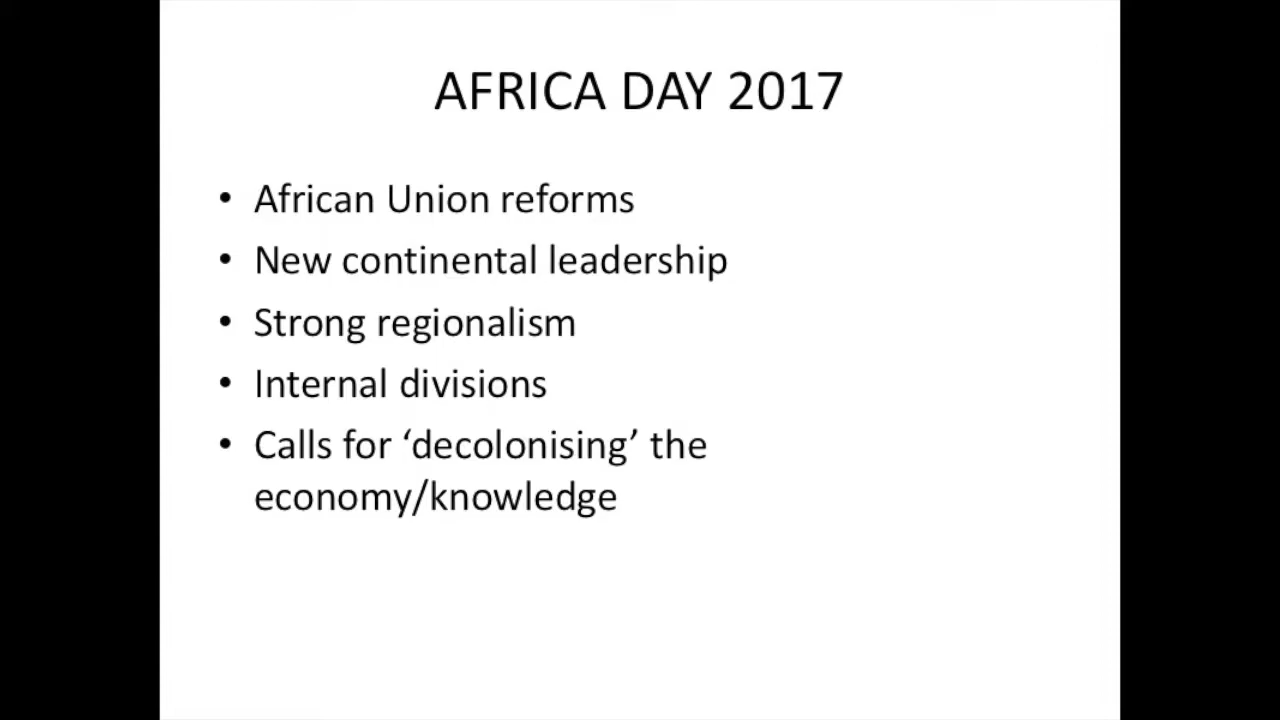 AFRICA DAY 2017
• African Union reforms
• New continental leadership
• Strong regionalism
• Internal divisions
• Calls for ‘decolonising’ the
economy/knowledge